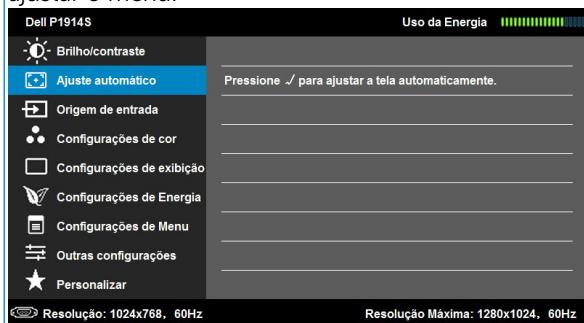 ajustar o menu.
Dell P1914S Uso da Energia
Brilho/contraste
Ajuste automático Pressione ✓ para ajustar a tela automaticamente.
Origem de entrada
Configurações de cor
Configurações de exibição
Configurações de Energia
Configurações de Menu
Outras configurações
Personalizar
Resolução: 1024x768, 60Hz Resolução Máxima: 1280x1024, 60Hz